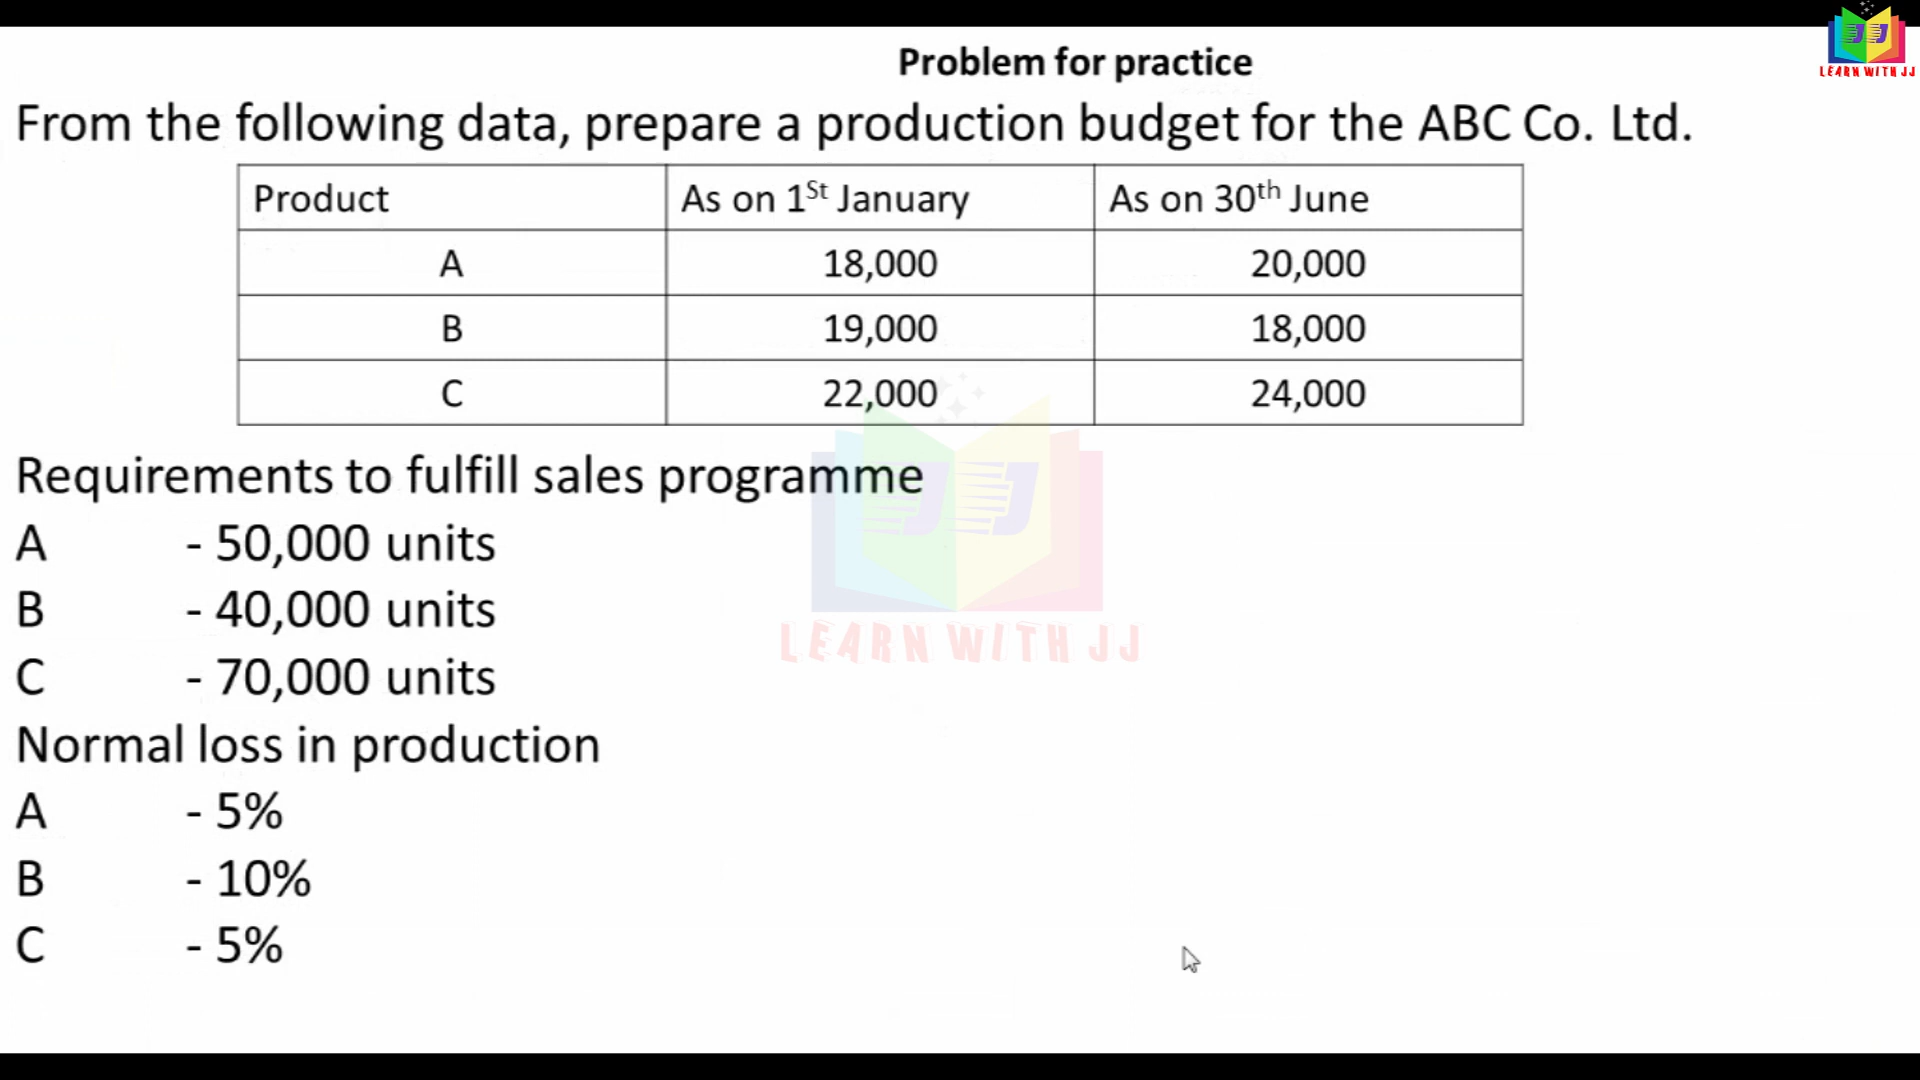 Problem for practice
LEARN WITH JJ
From the following data, prepare a production budget for the ABC Co. Ltd.
Product As on 1St January As on 30th June
A 18,000 20,000
B 19,000 18,000
C 22,000 24,000
Requirements to fulfill sales programme
A - 50,000 units
B - 40,000 units
C - 70,000 units
JJ
LEARN WITH JJ
Normal loss in production
A - 5%
B - 10%
C - 5%